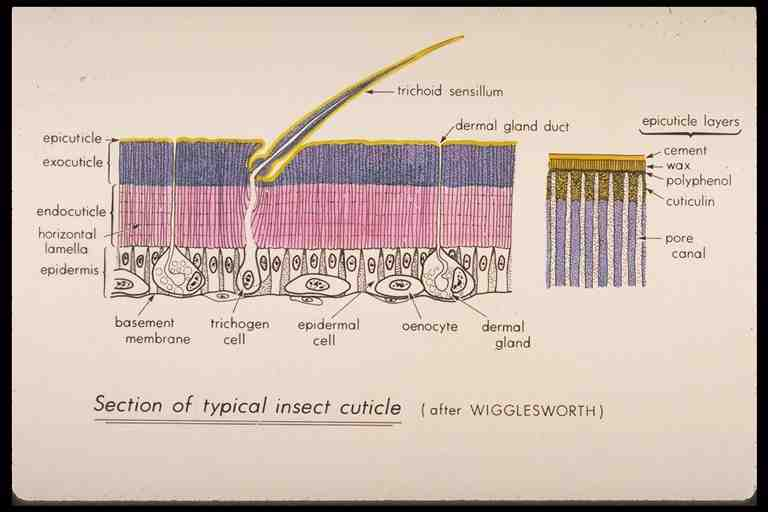 trichoid sensillum
epicuticle layers
dermal gland duct
epicuticle
exocuticle
cement
wax
polyphenol
cuticulin
endocuticle
horizontal
lamella
epidermis
pore
canal
basement
membrane
trichogen
cell
epidermal
cell
oenocyte
dermal
gland
Section of typical insect cuticle (after WIGGLESWORTH)